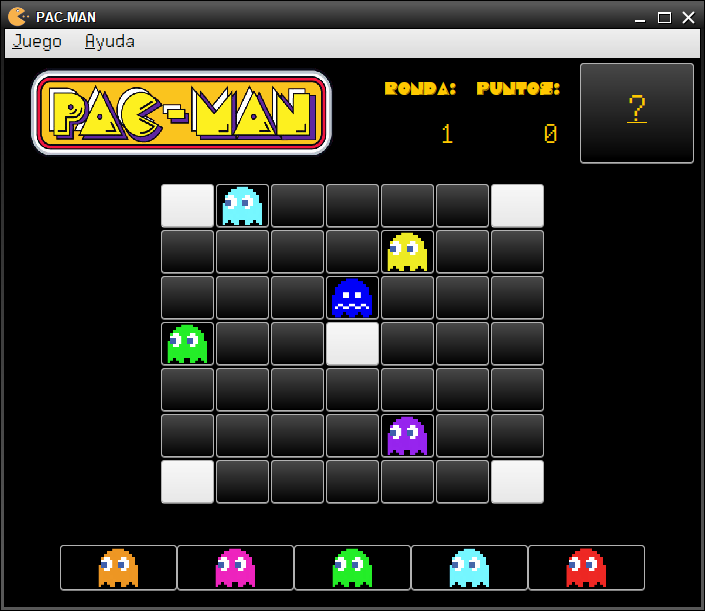 PAC-MAN
Juego Ayuda
PAC-MAN
RONDA: PUNTOS:
1 0
?